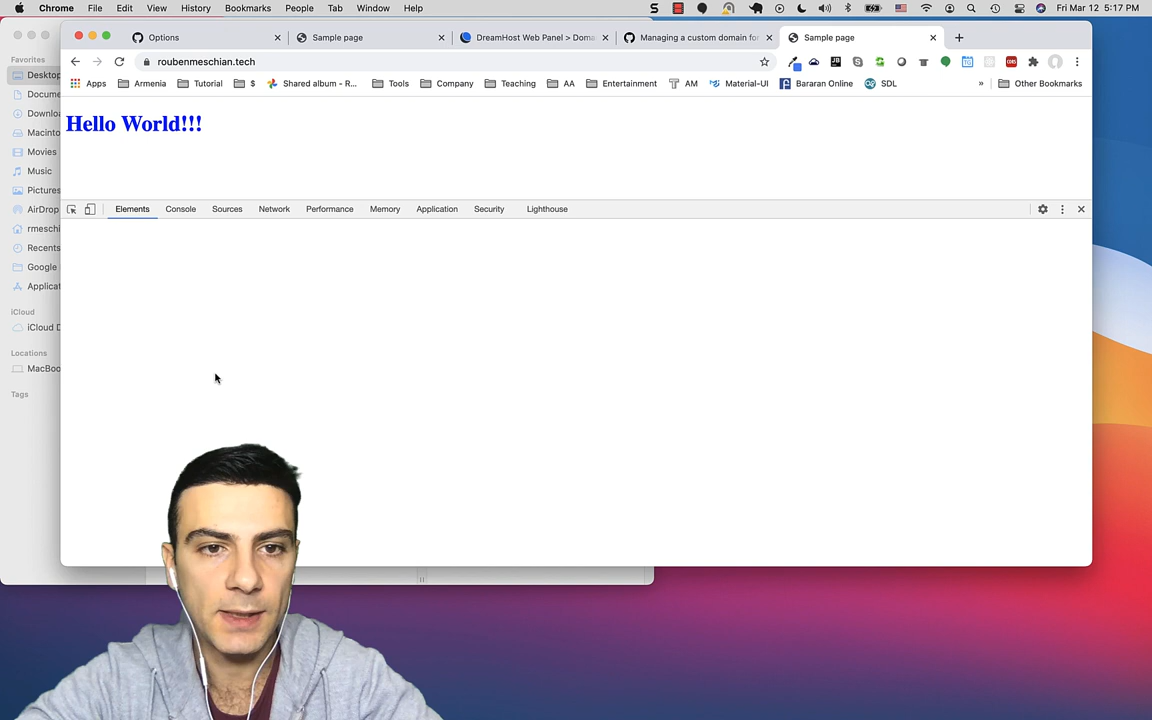 Chrome File Edit View History Bookmarks People Tab Window Help Fri Mar 12 5:17 PM
Options Sample page DreamHost Web Panel > Doma Managing a custom domain fo Sample page
roubenmeschian.tech
Apps Armenia Tutorial $ Shared album - R... Tools Company Teaching AA Entertainment AM Material-UI Bararan Online SDL » Other Bookmarks
Hello World!!!
Elements Console Sources Network Performance Memory Application Security Lighthouse
Favorites
Desktop
Docume
Downlo
Macinto
Movies
Music
Pictures
AirDrop
rmeschi
Recents
Google
Applicat
iCloud
iCloud D
Locations
MacBoo
Tags